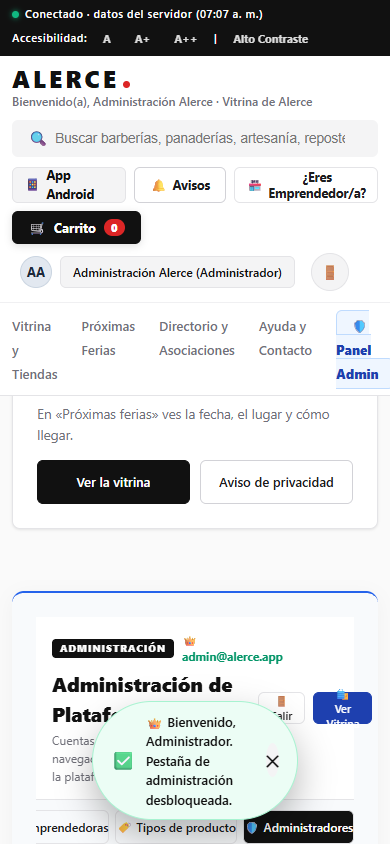 Conectado · datos del servidor (07:07 a. m.)
Accesibilidad: A A+ A++ | Alto Contraste
ALERCE
Bienvenido(a), Administración Alerce · Vitrina de Alerce
Buscar barberías, panaderías, artesanía, reposte
App
Android
Avisos
¿Eres
Emprendedor/a?
Carrito 0
AA Administración Alerce (Administrador)
Vitrina
y
Tiendas
Próximas
Ferias
Directorio y
Asociaciones
Ayuda y
Contacto
Panel
Admin
En «Próximas ferias» ves la fecha, el lugar y cómo
llegar.
Ver la vitrina
Aviso de privacidad
ADMINISTRACIÓN
admin@alerce.app
Administración de
Salir
Ver
Vitrina
Bienvenido,
Administrador.
Pestaña de
administración
desbloqueada.
Cuentas
la plataf
mprendedoras
Tipos de producto
Administradores